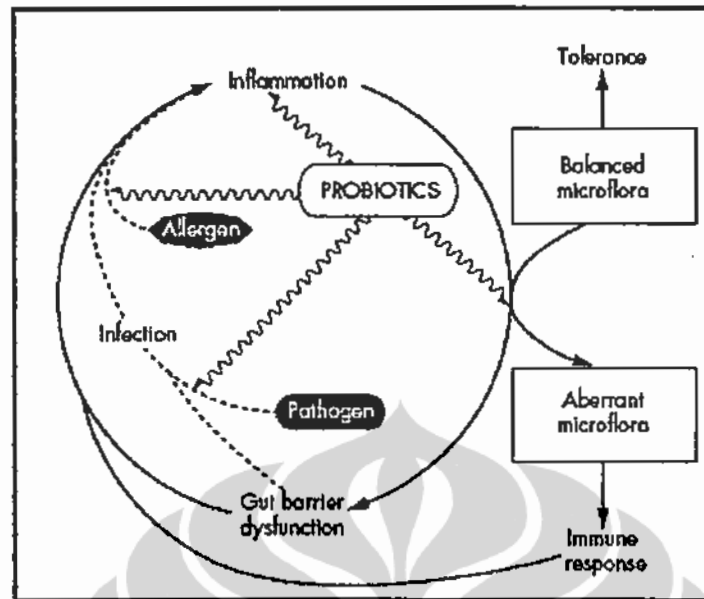 Tolerance
Inflammation
Balanced
microflora
PROBIOTICS
Allergen
Infection
Pathogen
Aberrant
microflora
Gut barrier
dysfunction
Immune
response